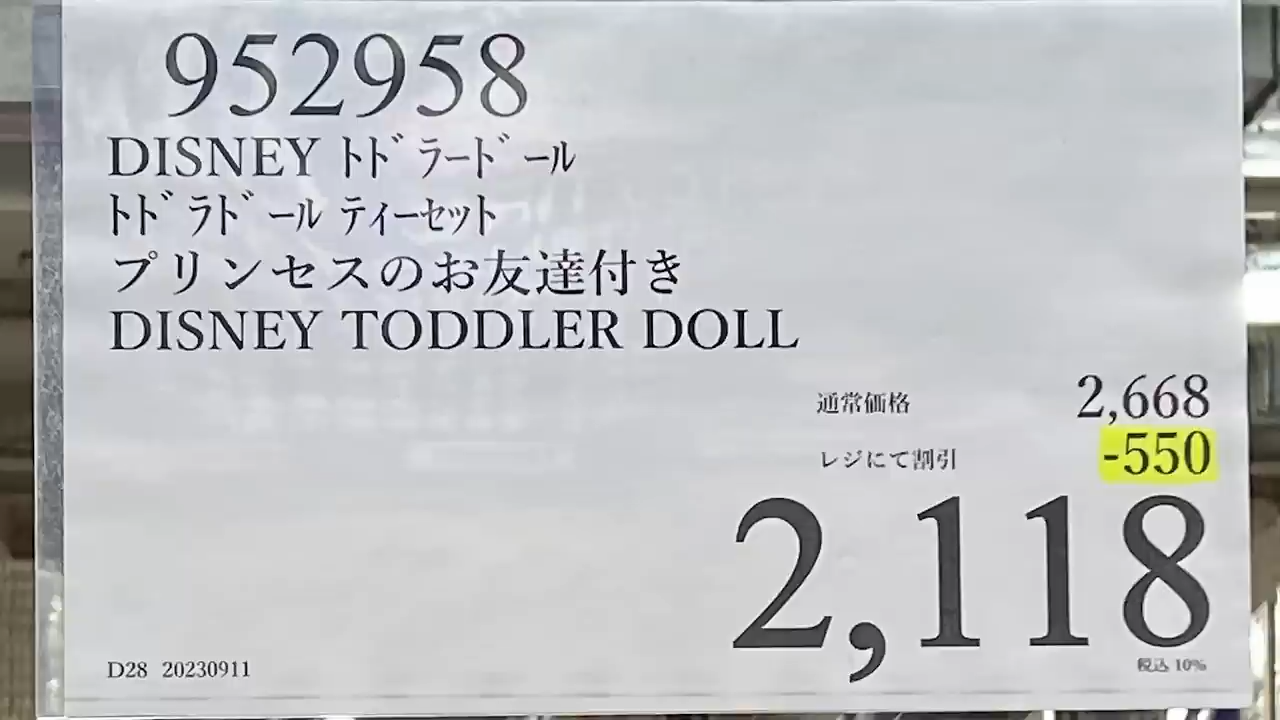 952958
DISNEY ﾄﾄﾞﾗｰﾄﾞｰﾙ
ﾄﾄﾞﾗﾄﾞｰﾙ ﾃｨｰｾｯﾄ
プリンセスのお友達付き
DISNEY TODDLER DOLL
通常価格 2,668
レジにて割引 -550
2,118
税込 10%
D28 20230911